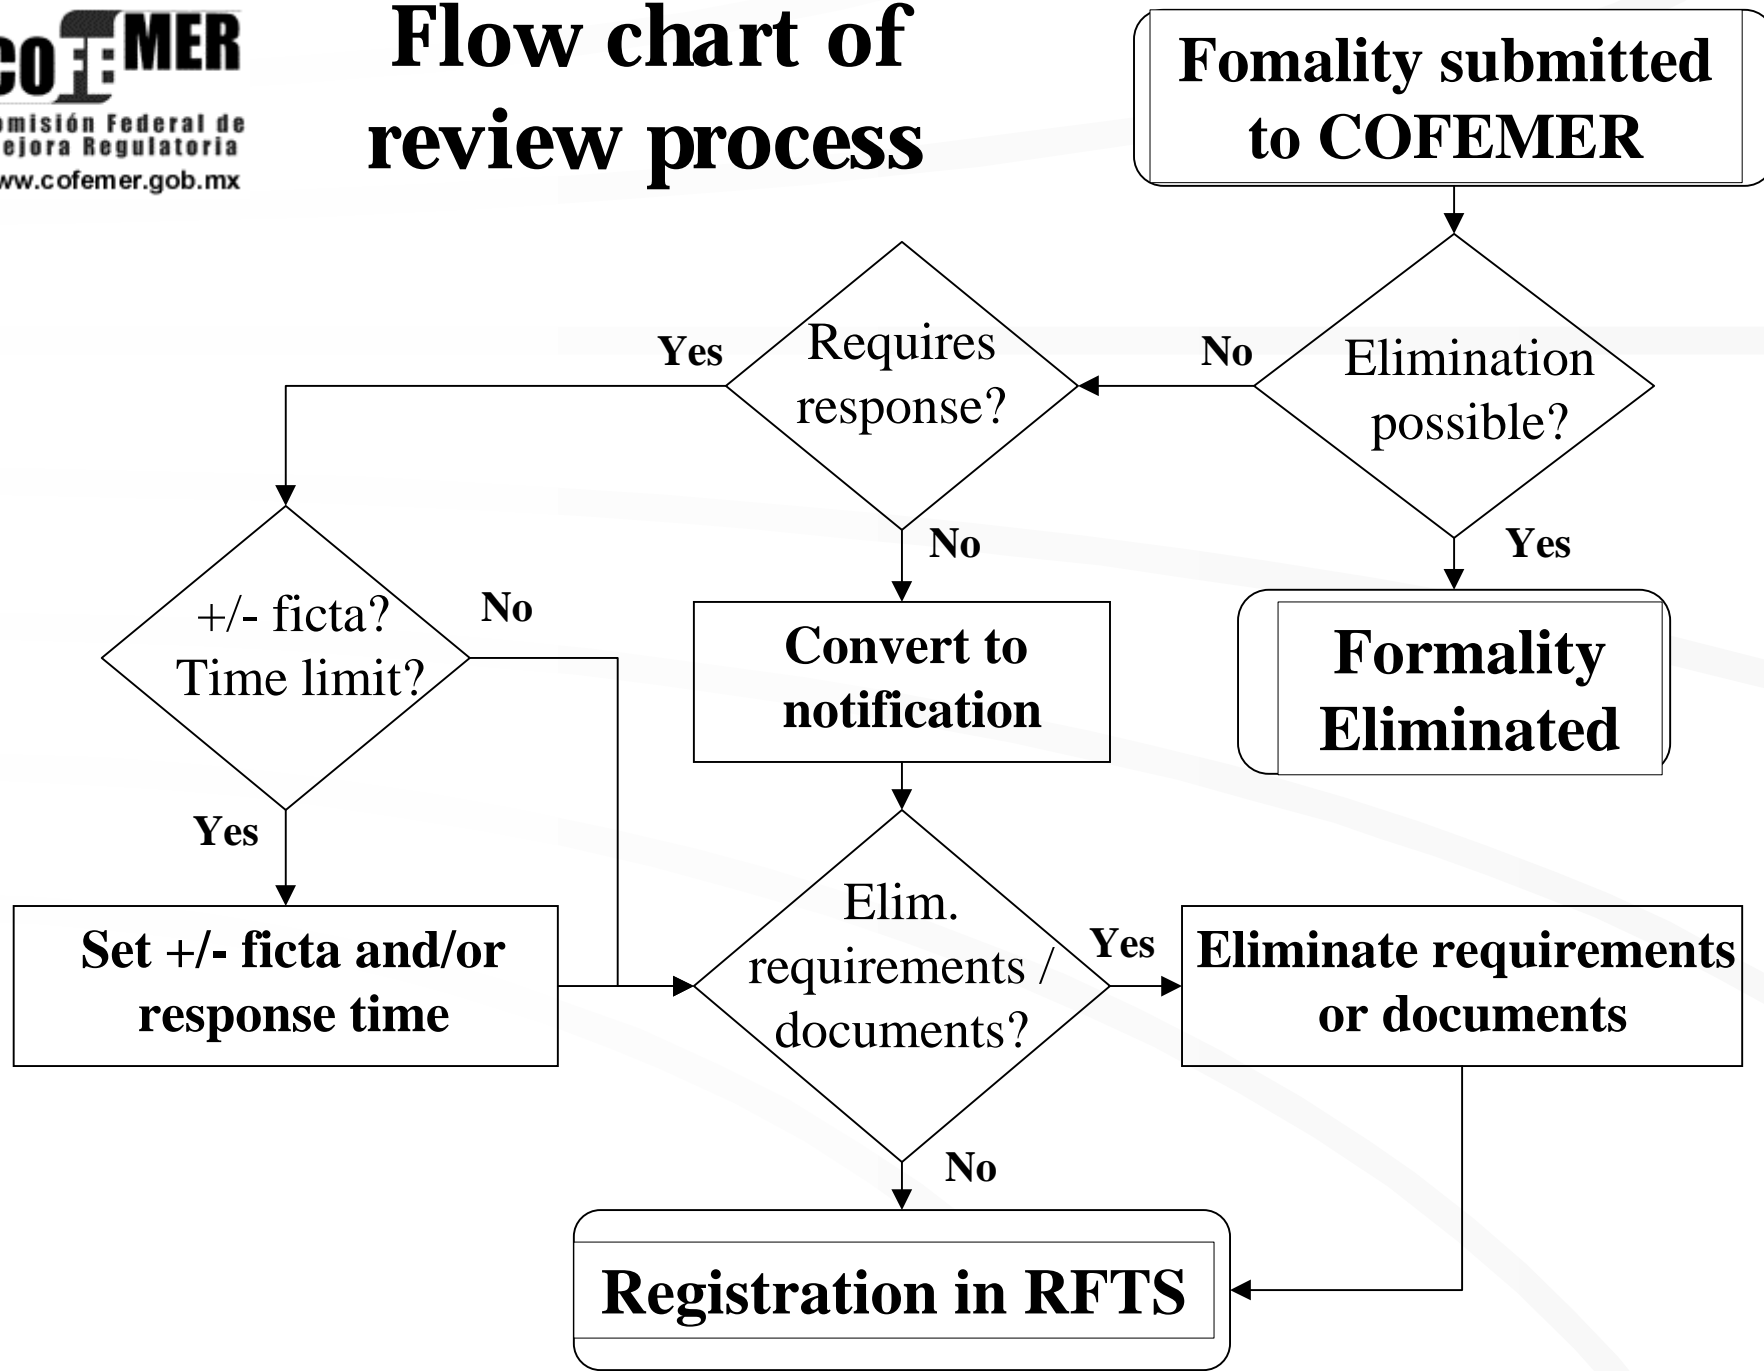 COFEMER
omisión Federal de
ejora Regulatoria
ww.cofemer.gob.mx
Flow chart of
review process
Fomality submitted
to COFEMER
Elimination
possible?
No
Yes
Requires
response?
Yes
No
Formality
Eliminated
Convert to
notification
+/- ficta?
Time limit?
No
Yes
Set +/- ficta and/or
response time
Elim.
requirements /
documents?
Yes
No
Eliminate requirements
or documents
Registration in RFTS